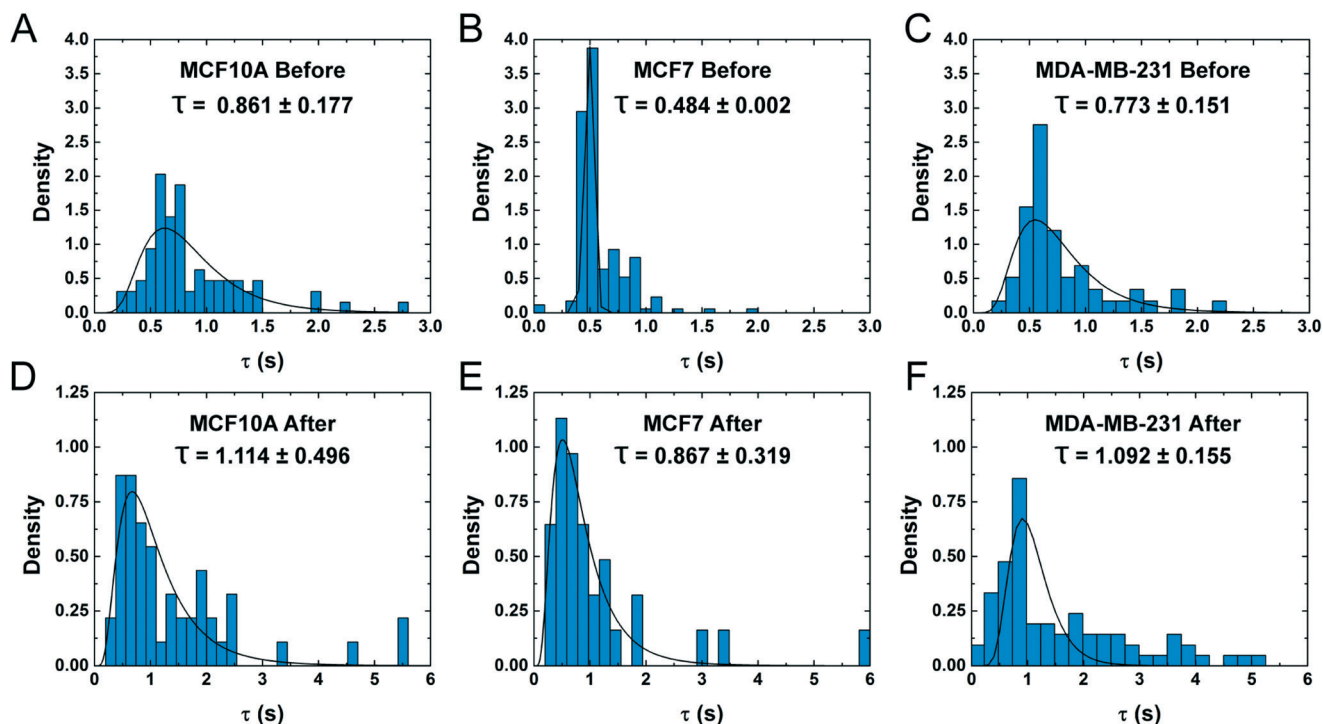 A
MCF10A Before
τ = 0.861 ± 0.177
4.0
3.5
3.0
2.5
2.0
1.5
1.0
0.5
0.0
Density
0.0 0.5 1.0 1.5 2.0 2.5 3.0
τ (s)
B
MCF7 Before
τ = 0.484 ± 0.002
4.0
3.5
3.0
2.5
2.0
1.5
1.0
0.5
0.0
Density
0.0 0.5 1.0 1.5 2.0 2.5 3.0
τ (s)
C
MDA-MB-231 Before
τ = 0.773 ± 0.151
4.0
3.5
3.0
2.5
2.0
1.5
1.0
0.5
0.0
Density
0.0 0.5 1.0 1.5 2.0 2.5 3.0
τ (s)
D
MCF10A After
τ = 1.114 ± 0.496
1.25
1.00
0.75
0.50
0.25
0.00
Density
0 1 2 3 4 5 6
τ (s)
E
MCF7 After
τ = 0.867 ± 0.319
1.25
1.00
0.75
0.50
0.25
0.00
Density
0 1 2 3 4 5 6
τ (s)
F
MDA-MB-231 After
τ = 1.092 ± 0.155
1.25
1.00
0.75
0.50
0.25
0.00
Density
0 1 2 3 4 5 6
τ (s)